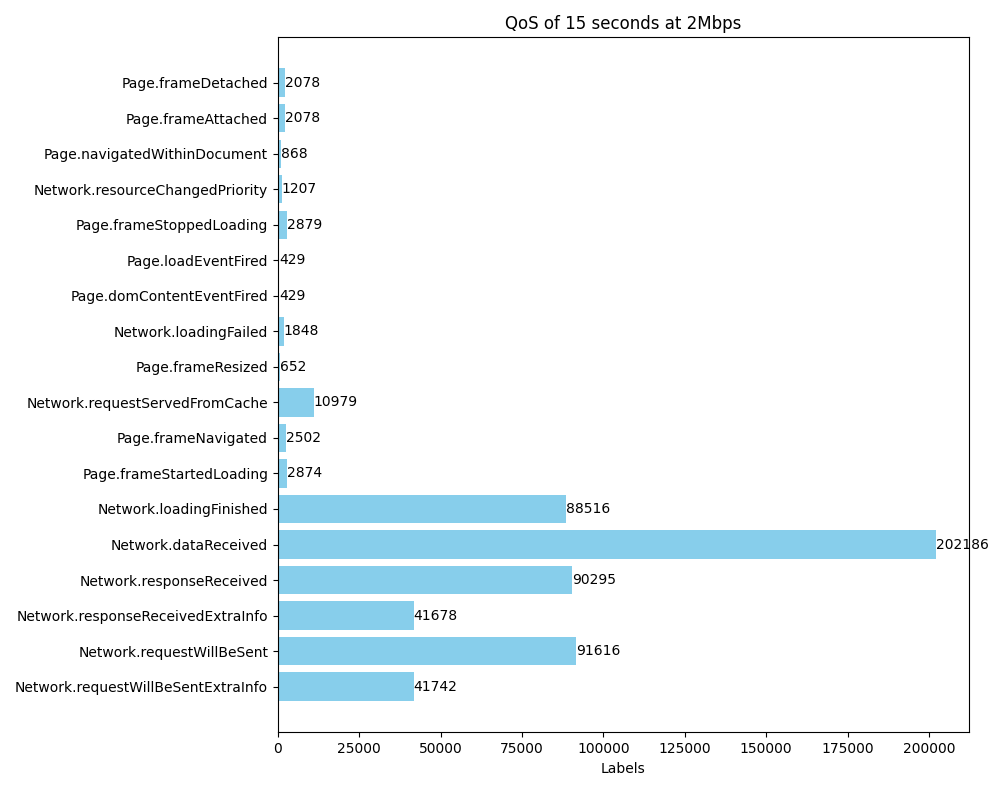 QoS of 15 seconds at 2Mbps
Page.frameDetached 2078
Page.frameAttached 2078
Page.navigatedWithinDocument 868
Network.resourceChangedPriority 1207
Page.frameStoppedLoading 2879
Page.loadEventFired 429
Page.domContentEventFired 429
Network.loadingFailed 1848
Page.frameResized 652
Network.requestServedFromCache 10979
Page.frameNavigated 2502
Page.frameStartedLoading 2874
Network.loadingFinished 88516
Network.dataReceived 202186
Network.responseReceived 90295
Network.responseReceivedExtraInfo 41678
Network.requestWillBeSent 91616
Network.requestWillBeSentExtraInfo 41742
0 25000 50000 75000 100000 125000 150000 175000 200000
Labels